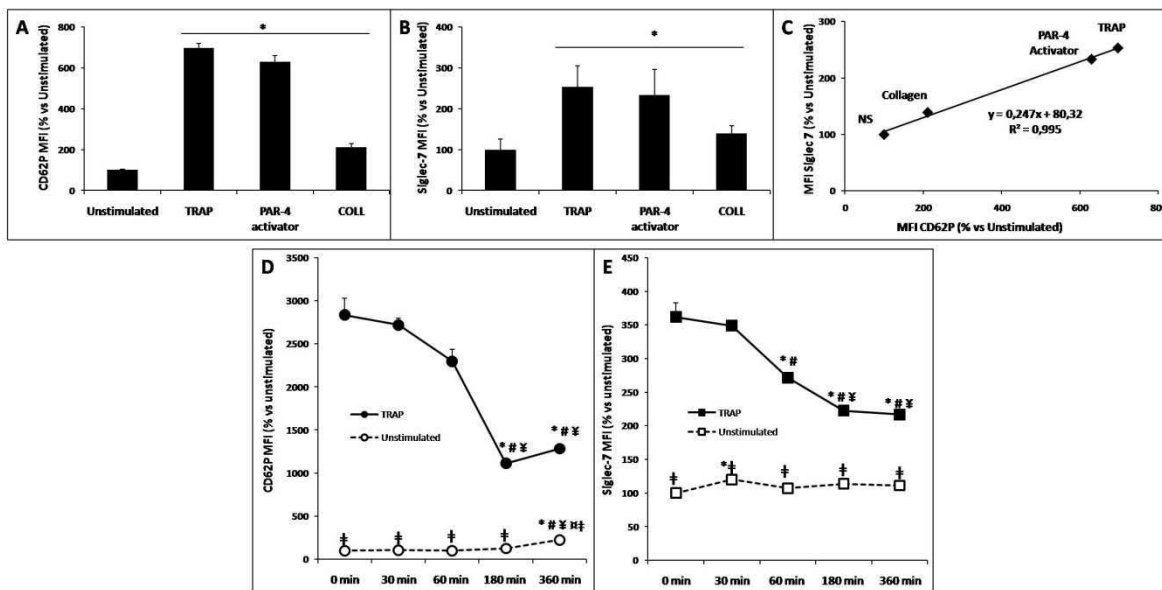 A
CD62P MFI (% vs Unstimulated)
800
600
400
200
0
*
Unstimulated
TRAP
PAR-4
activator
COLL
B
Siglec-7 MFI (% vs Unstimulated)
400
300
200
100
0
*
Unstimulated
TRAP
PAR-4
activator
COLL
C
MFI Siglec 7 (% vs Unstimulated)
300
250
200
150
100
50
0
NS
Collagen
PAR-4
Activator
TRAP
y = 0,247x + 80,32
R² = 0,995
0
200
400
600
80
MFI CD62P (% vs Unstimulated)
D
CD62P MFI (% vs unstimulated)
3500
3000
2500
2000
1500
1000
500
0
TRAP
Unstimulated
* # ¥
* # ¥
ǂ
ǂ
ǂ
ǂ
* # ¥ ¤ ǂ
0 min
30 min
60 min
180 min
360 min
E
Siglec-7 MFI (% vs unstimulated)
450
400
350
300
250
200
150
100
50
0
* #
* # ¥
* # ¥
TRAP
Unstimulated
ǂ
*ǂ
ǂ
ǂ
ǂ
0 min
30 min
60 min
180 min
360 min